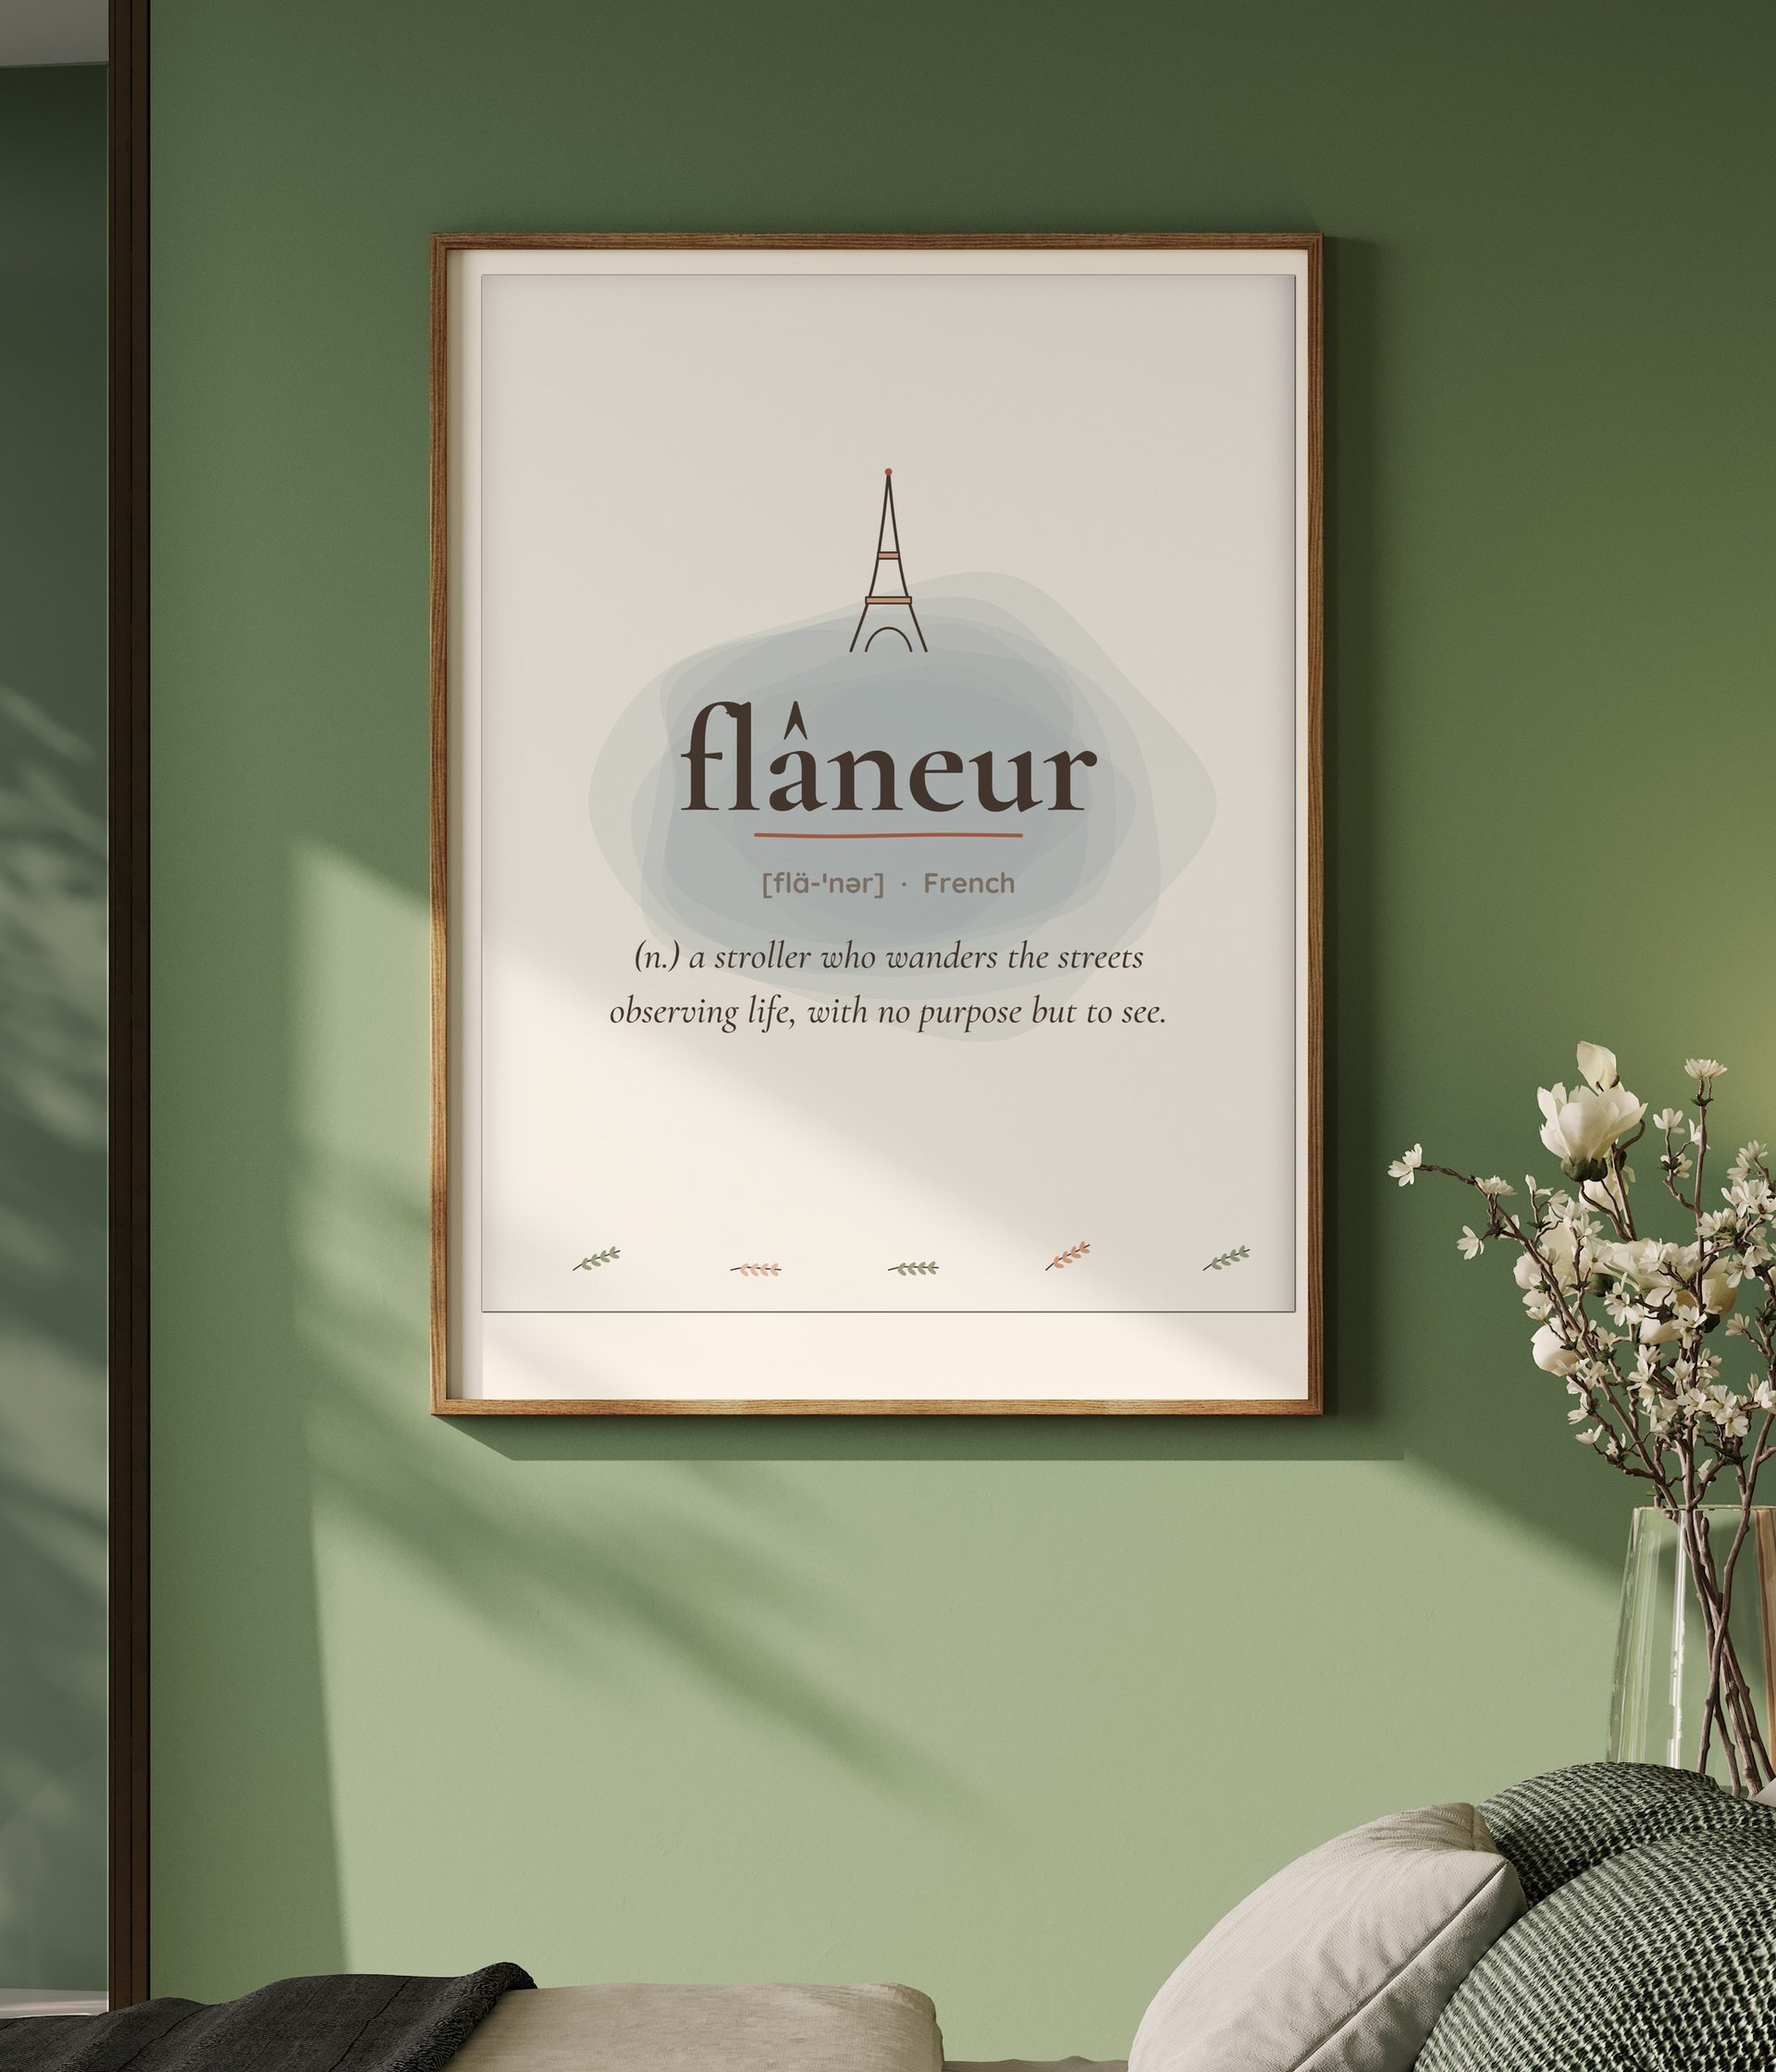 flâneur
[flä-ˈnər] · French
(n.) a stroller who wanders the streets
observing life, with no purpose but to see.